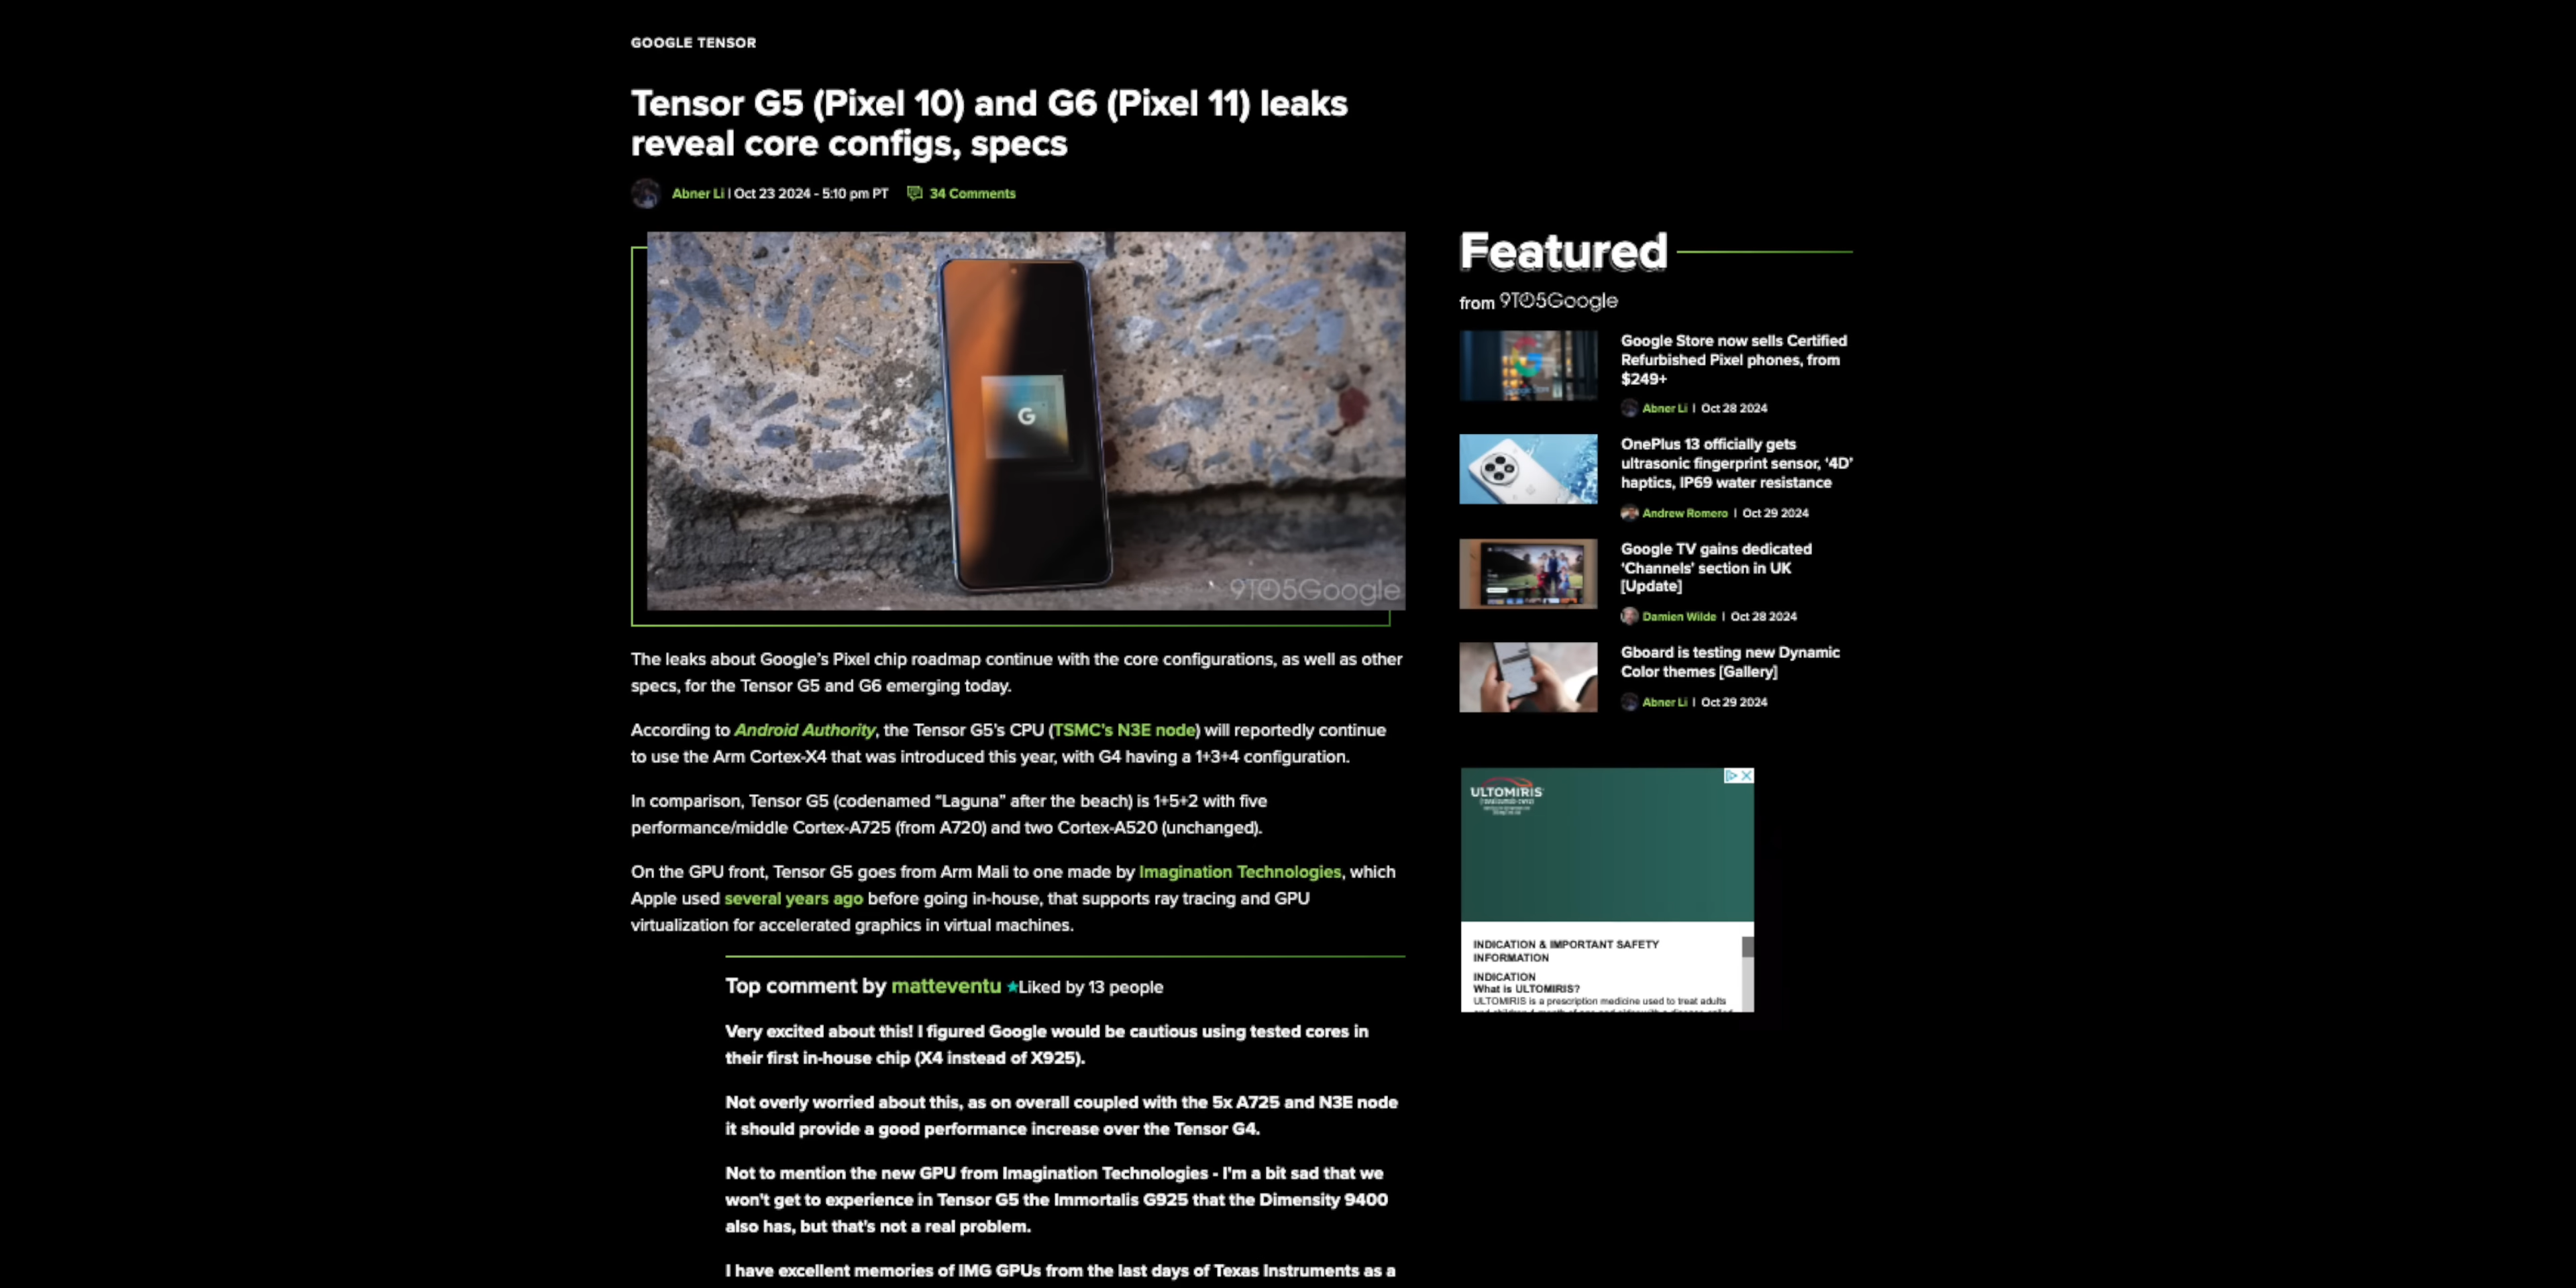 GOOGLE TENSOR
Tensor G5 (Pixel 10) and G6 (Pixel 11) leaks
reveal core configs, specs
Abner Li | Oct 23 2024 - 5:10 pm PT 34 Comments
G
9TO5Google
The leaks about Google's Pixel chip roadmap continue with the core configurations, as well as other
specs, for the Tensor G5 and G6 emerging today.
According to Android Authority, the Tensor G5's CPU (TSMC's N3E node) will reportedly continue
to use the Arm Cortex-X4 that was introduced this year, with G4 having a 1+3+4 configuration.
In comparison, Tensor G5 (codenamed “Laguna” after the beach) is 1+5+2 with five
performance/middle Cortex-A725 (from A720) and two Cortex-A520 (unchanged).
On the GPU front, Tensor G5 goes from Arm Mali to one made by Imagination Technologies, which
Apple used several years ago before going in-house, that supports ray tracing and GPU
virtualization for accelerated graphics in virtual machines.
Top comment by matteventu ★Liked by 13 people
Very excited about this! I figured Google would be cautious using tested cores in
their first in-house chip (X4 instead of X925).
Not overly worried about this, as on overall coupled with the 5x A725 and N3E node
it should provide a good performance increase over the Tensor G4.
Not to mention the new GPU from Imagination Technologies - I'm a bit sad that we
won't get to experience in Tensor G5 the Immortalis G925 that the Dimensity 9400
also has, but that's not a real problem.
I have excellent memories of IMG GPUs from the last days of Texas Instruments as a
Featured
from 9TO5Google
Google Store now sells Certified
Refurbished Pixel phones, from
$249+
Abner Li | Oct 28 2024
OnePlus 13 officially gets
ultrasonic fingerprint sensor, ‘4D’
haptics, IP69 water resistance
Andrew Romero | Oct 29 2024
Google TV gains dedicated
‘Channels’ section in UK
[Update]
Damien Wilde | Oct 28 2024
Gboard is testing new Dynamic
Color themes [Gallery]
Abner Li | Oct 29 2024
ULTOMIRIS
INDICATION & IMPORTANT SAFETY
INFORMATION
INDICATION
What is ULTOMIRIS?
ULTOMIRIS is a prescription medicine used to treat adults